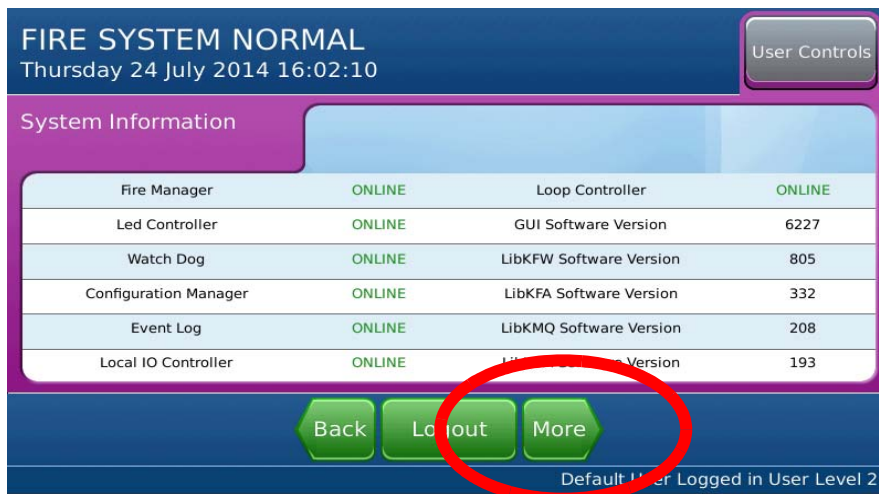 FIRE SYSTEM NORMAL
Thursday 24 July 2014 16:02:10
User Controls
System Information
Fire Manager ONLINE Loop Controller ONLINE
Led Controller ONLINE GUI Software Version 6227
Watch Dog ONLINE LibKFW Software Version 805
Configuration Manager ONLINE LibKFA Software Version 332
Event Log ONLINE LibKMQ Software Version 208
Local IO Controller ONLINE Version 193
Back Logout More
Default User Logged in User Level 2